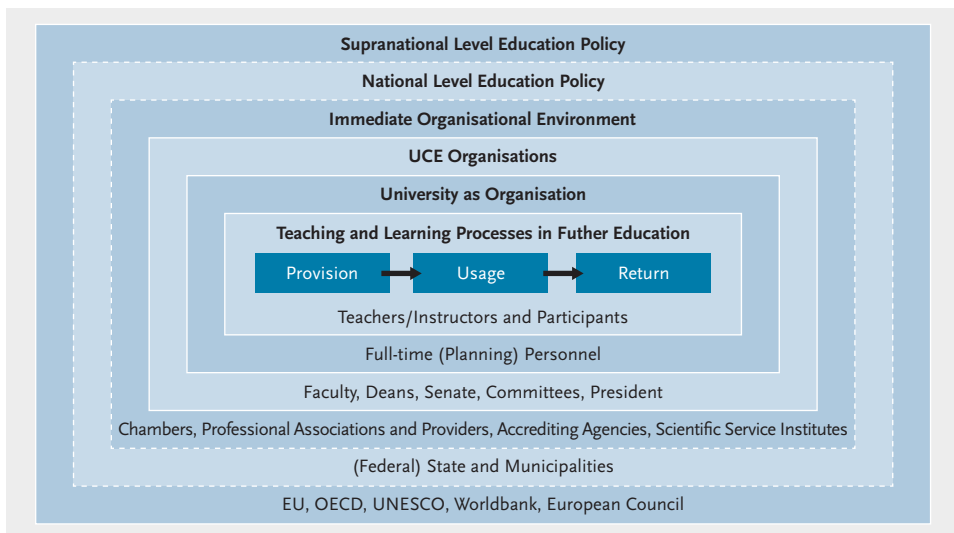 Supranational Level Education Policy
National Level Education Policy
Immediate Organisational Environment
UCE Organisations
University as Organisation
Teaching and Learning Processes in Futher Education
Provision
Usage
Return
Teachers/Instructors and Participants
Full-time (Planning) Personnel
Faculty, Deans, Senate, Committees, President
Chambers, Professional Associations and Providers, Accrediting Agencies, Scientific Service Institutes
(Federal) State and Municipalities
EU, OECD, UNESCO, Worldbank, European Council